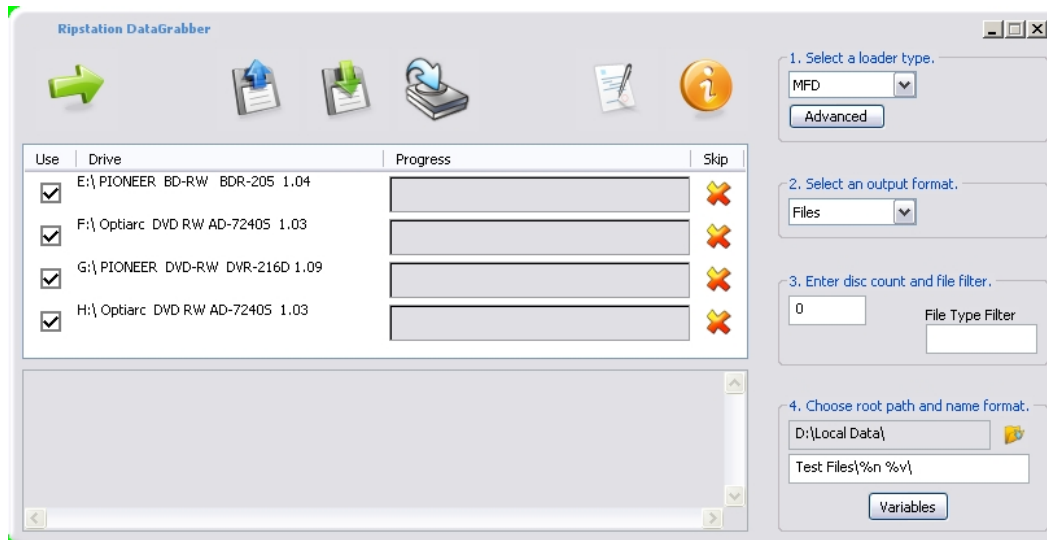 Ripstation DataGrabber
Use Drive Progress Skip
E:\ PIONEER BD-RW BDR-205 1.04
F:\ Optiarc DVD RW AD-7240S 1.03
G:\ PIONEER DVD-RW DVR-216D 1.09
H:\ Optiarc DVD RW AD-7240S 1.03
1. Select a loader type.
MFD
Advanced
2. Select an output format.
Files
3. Enter disc count and file filter.
0
File Type Filter
4. Choose root path and name format.
D:\Local Data\
Test Files\%n %v\
Variables